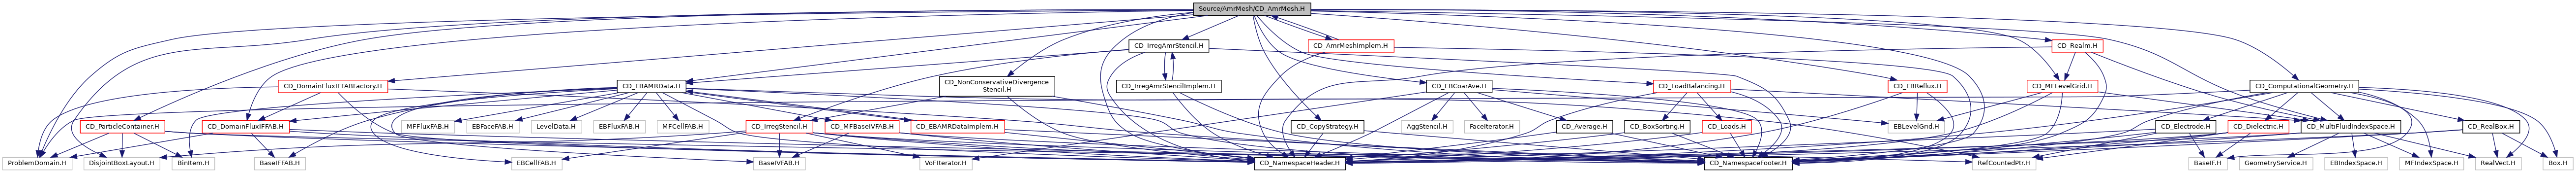 Source/AmrMesh/CD_AmrMesh.H
CD_IrregAmrStencil.H
CD_AmrMeshImplem.H
CD_Realm.H
CD_DomainFluxIFFABFactory.H
CD_EBAMRData.H
CD_NonConservativeDivergence
Stencil.H
CD_IrregAmrStencilImplem.H
CD_EBCoarAve.H
CD_LoadBalancing.H
CD_EBReflux.H
CD_MFLevelGrid.H
CD_ComputationalGeometry.H
CD_ParticleContainer.H
CD_DomainFluxIFFAB.H
MFFluxFAB.H
EBFaceFAB.H
LevelData.H
EBFluxFAB.H
MFCellFAB.H
CD_IrregStencil.H
CD_MFBaseIVFAB.H
CD_EBAMRDataImplem.H
CD_CopyStrategy.H
AggStencil.H
FaceIterator.H
CD_Average.H
CD_BoxSorting.H
CD_Loads.H
EBLevelGrid.H
CD_Electrode.H
CD_Dielectric.H
CD_MultiFluidIndexSpace.H
CD_RealBox.H
ProblemDomain.H
DisjointBoxLayout.H
BinItem.H
BaseIFFAB.H
EBCellFAB.H
BaseIVFAB.H
VoFIterator.H
CD_NamespaceHeader.H
CD_NamespaceFooter.H
RefCountedPtr.H
BaseIF.H
GeometryService.H
EBIndexSpace.H
MFIndexSpace.H
RealVect.H
Box.H